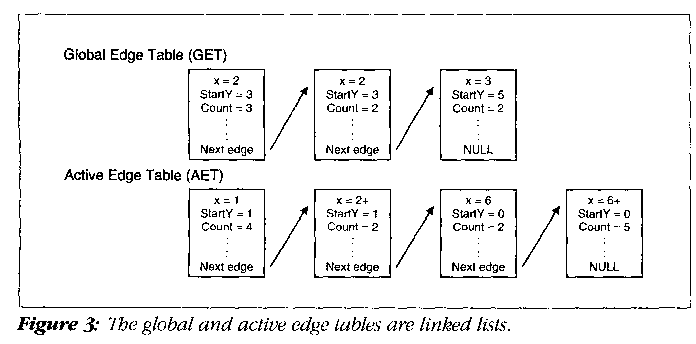 Global Edge Table (GET)
x = 2 x = 2 x = 3
StartY = 3 StartY = 3 StartY = 5
Count = 3 Count = 2 Count = 2
Next edge Next edge NULL
Active Edge Table (AET)
x = 1 x = 2+ x = 6 x = 6+
StartY = 1 StartY = 1 StartY = 0 StartY = 0
Count = 4 Count = 2 Count = 2 Count = 5
Next edge Next edge Next edge NULL
Figure 3: The global and active edge tables are linked lists.